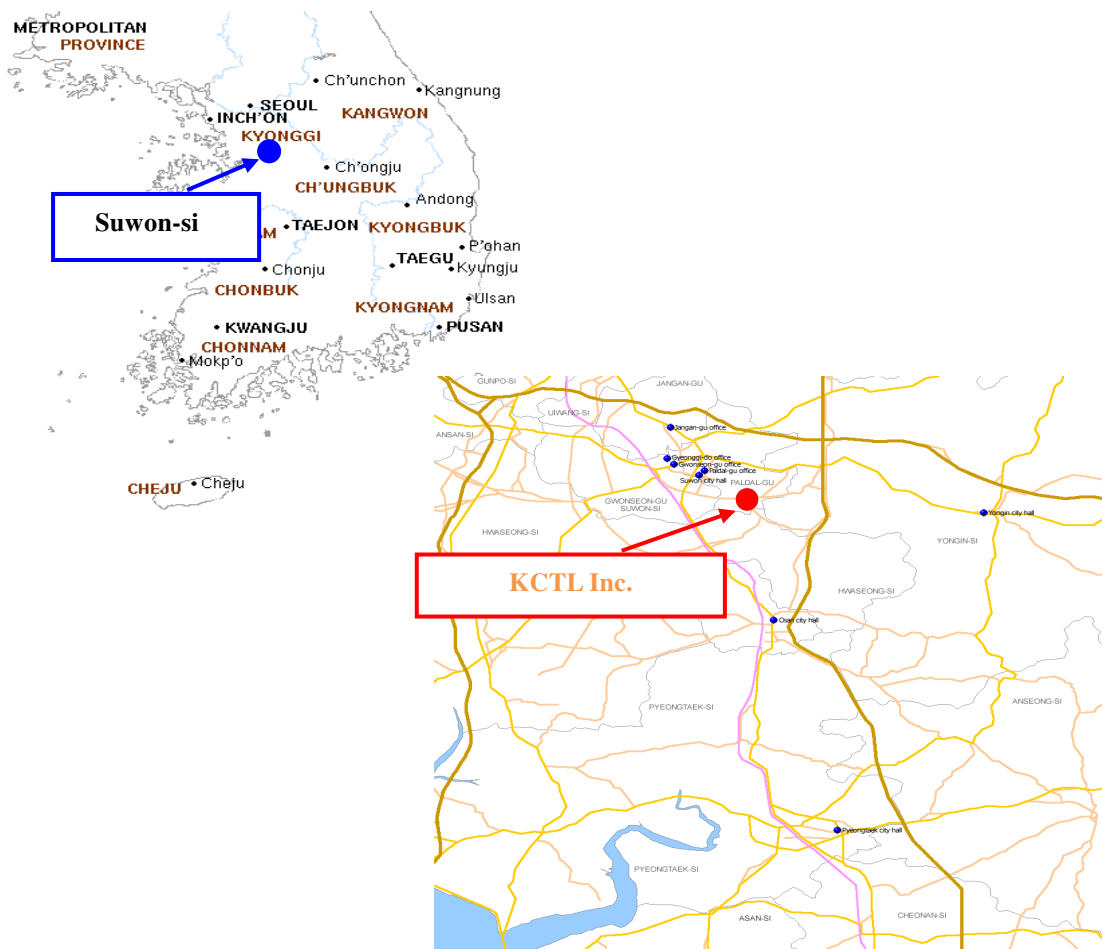 METROPOLITAN
PROVINCE
Ch'unchon
Kangnung
SEOUL
INCH'ON
KANGWON
KYONGGI
Ch'ongju
CH'UNGBUK
Andong
Suwon-si
TAEJON
KYONGBUK
AM
P'ohan
TAEGU
Kyungju
Chonju
CHONBUK
Ulsan
KYONGNAM
KWANGJU
PUSAN
CHONNAM
Mokp'o
Cheju
CHEJU
GUNPO-SI
JANGAN-GU
UIWANG-SI
Jangan-gu office
ANSAN-SI
Gyeonggi-do office
Gwonseon-gu office
Paldal-gu office
Suwon city hall
PALDAL-GU
GWONSEON-GU
SUWON-SI
Yongin city hall
HWASEONG-SI
YONGIN-SI
KCTL Inc.
HWASEONG-SI
Osan city hall
PYEONGTAEK-SI
ANSEONG-SI
Pyeongtaek city hall
PYEONGTAEK-SI
ASAN-SI
CHEONAN-SI